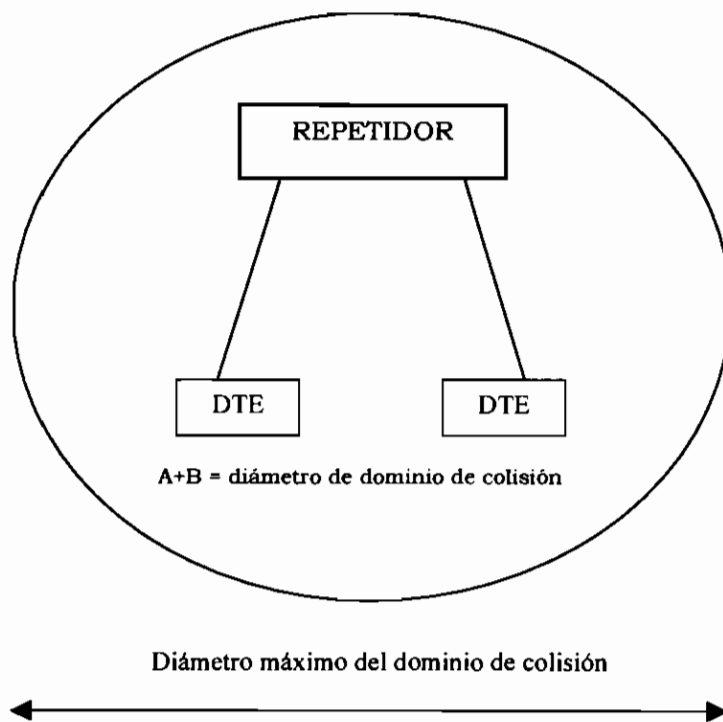 REPETIDOR
DTE
DTE
A+B = diámetro de dominio de colisión
Diámetro máximo del dominio de colisión